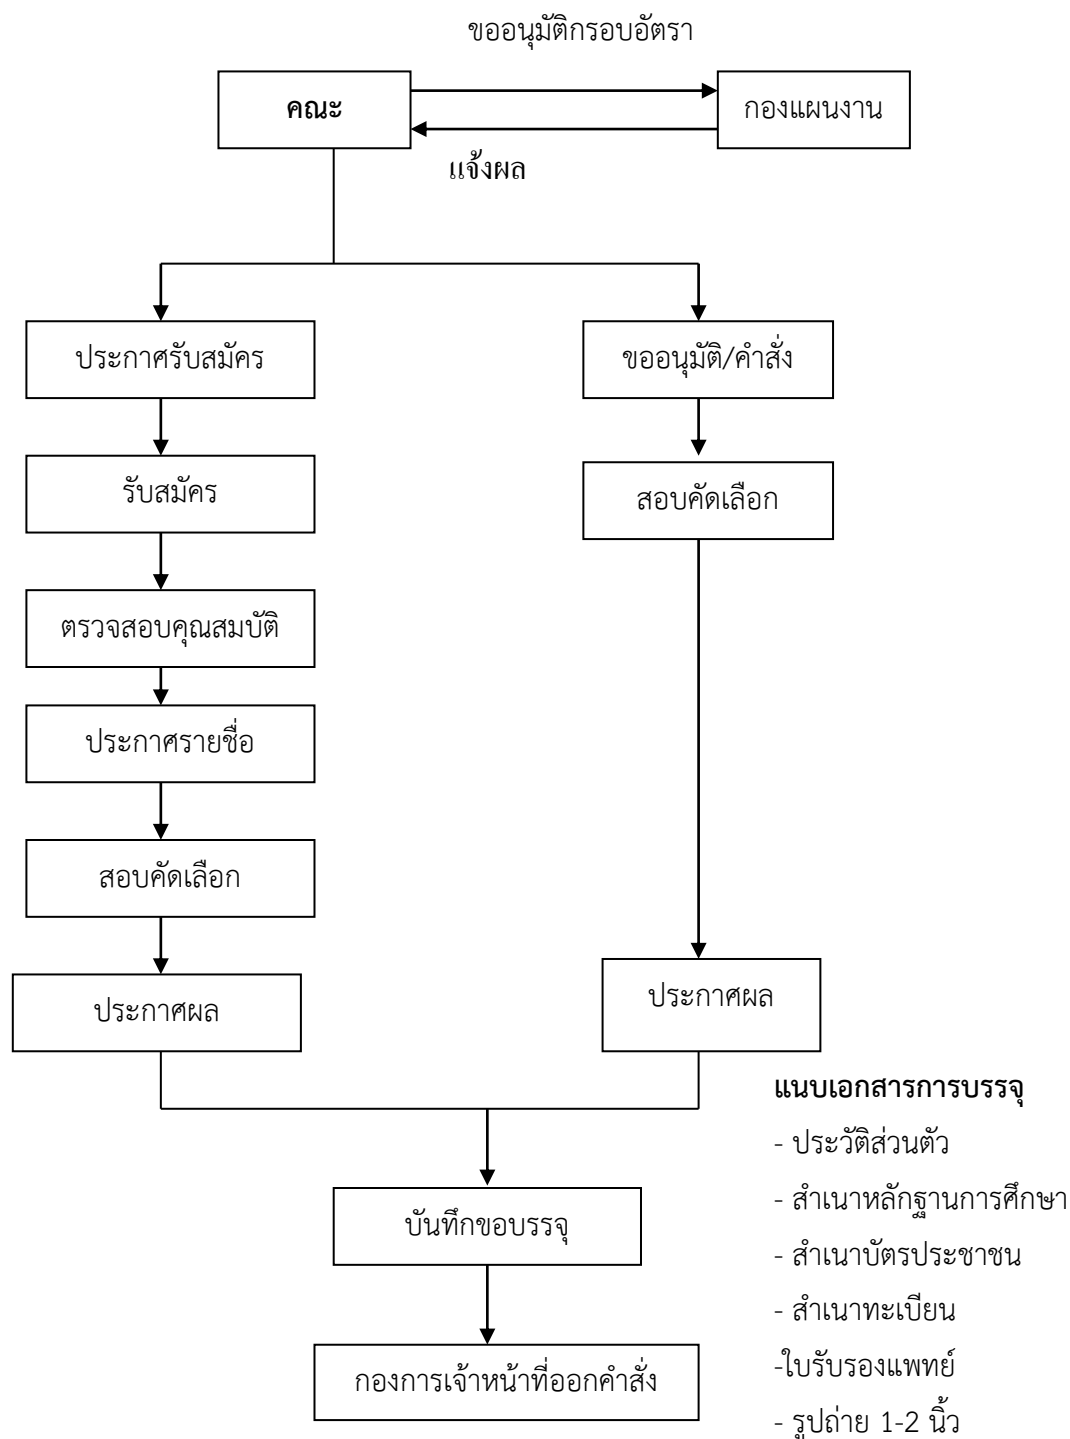 ขออนุมัติกรอบอัตรา
คณะ
กองแผนงาน
แจ้งผล
ประกาศรับสมัคร
ขออนุมัติ/คำสั่ง
รับสมัคร
สอบคัดเลือก
ตรวจสอบคุณสมบัติ
ประกาศรายชื่อ
สอบคัดเลือก
ประกาศผล
ประกาศผล
แนบเอกสารการบรรจุ
- ประวัติส่วนตัว
- สำเนาหลักฐานการศึกษา
- สำเนาบัตรประชาชน
- สำเนาทะเบียน
-ใบรับรองแพทย์
- รูปถ่าย 1-2 นิ้ว
บันทึกขอบรรจุ
กองการเจ้าหน้าที่ออกคำสั่ง